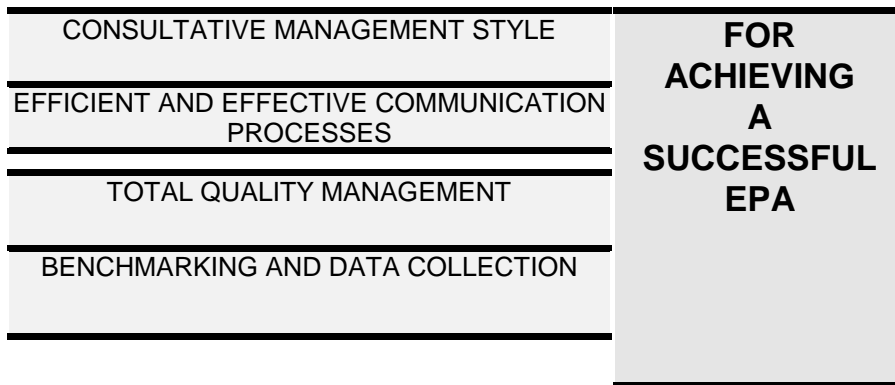 CONSULTATIVE MANAGEMENT STYLE
EFFICIENT AND EFFECTIVE COMMUNICATION
PROCESSES
TOTAL QUALITY MANAGEMENT
BENCHMARKING AND DATA COLLECTION
FOR
ACHIEVING
A
SUCCESSFUL
EPA